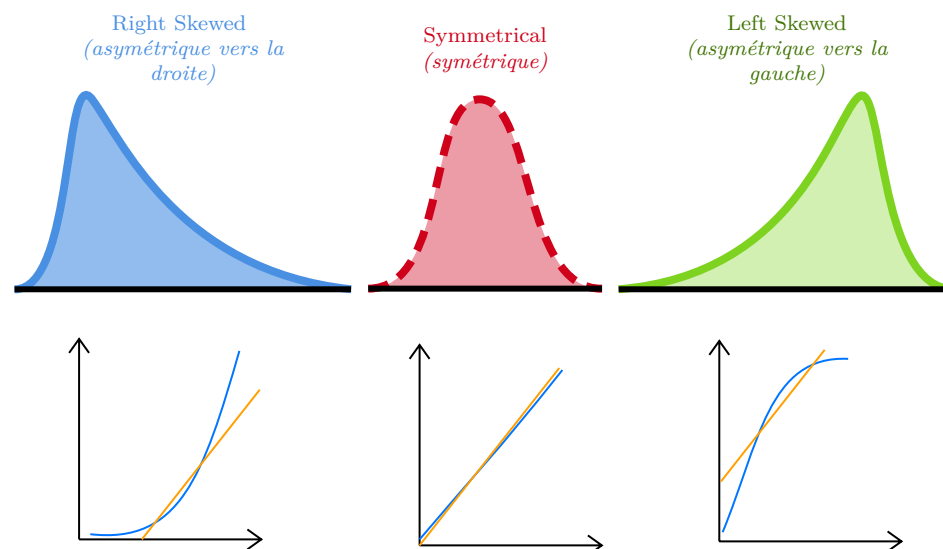 Right Skewed
(asymétrique vers la
droite)
Symmetrical
(symétrique)
Left Skewed
(asymétrique vers la
gauche)